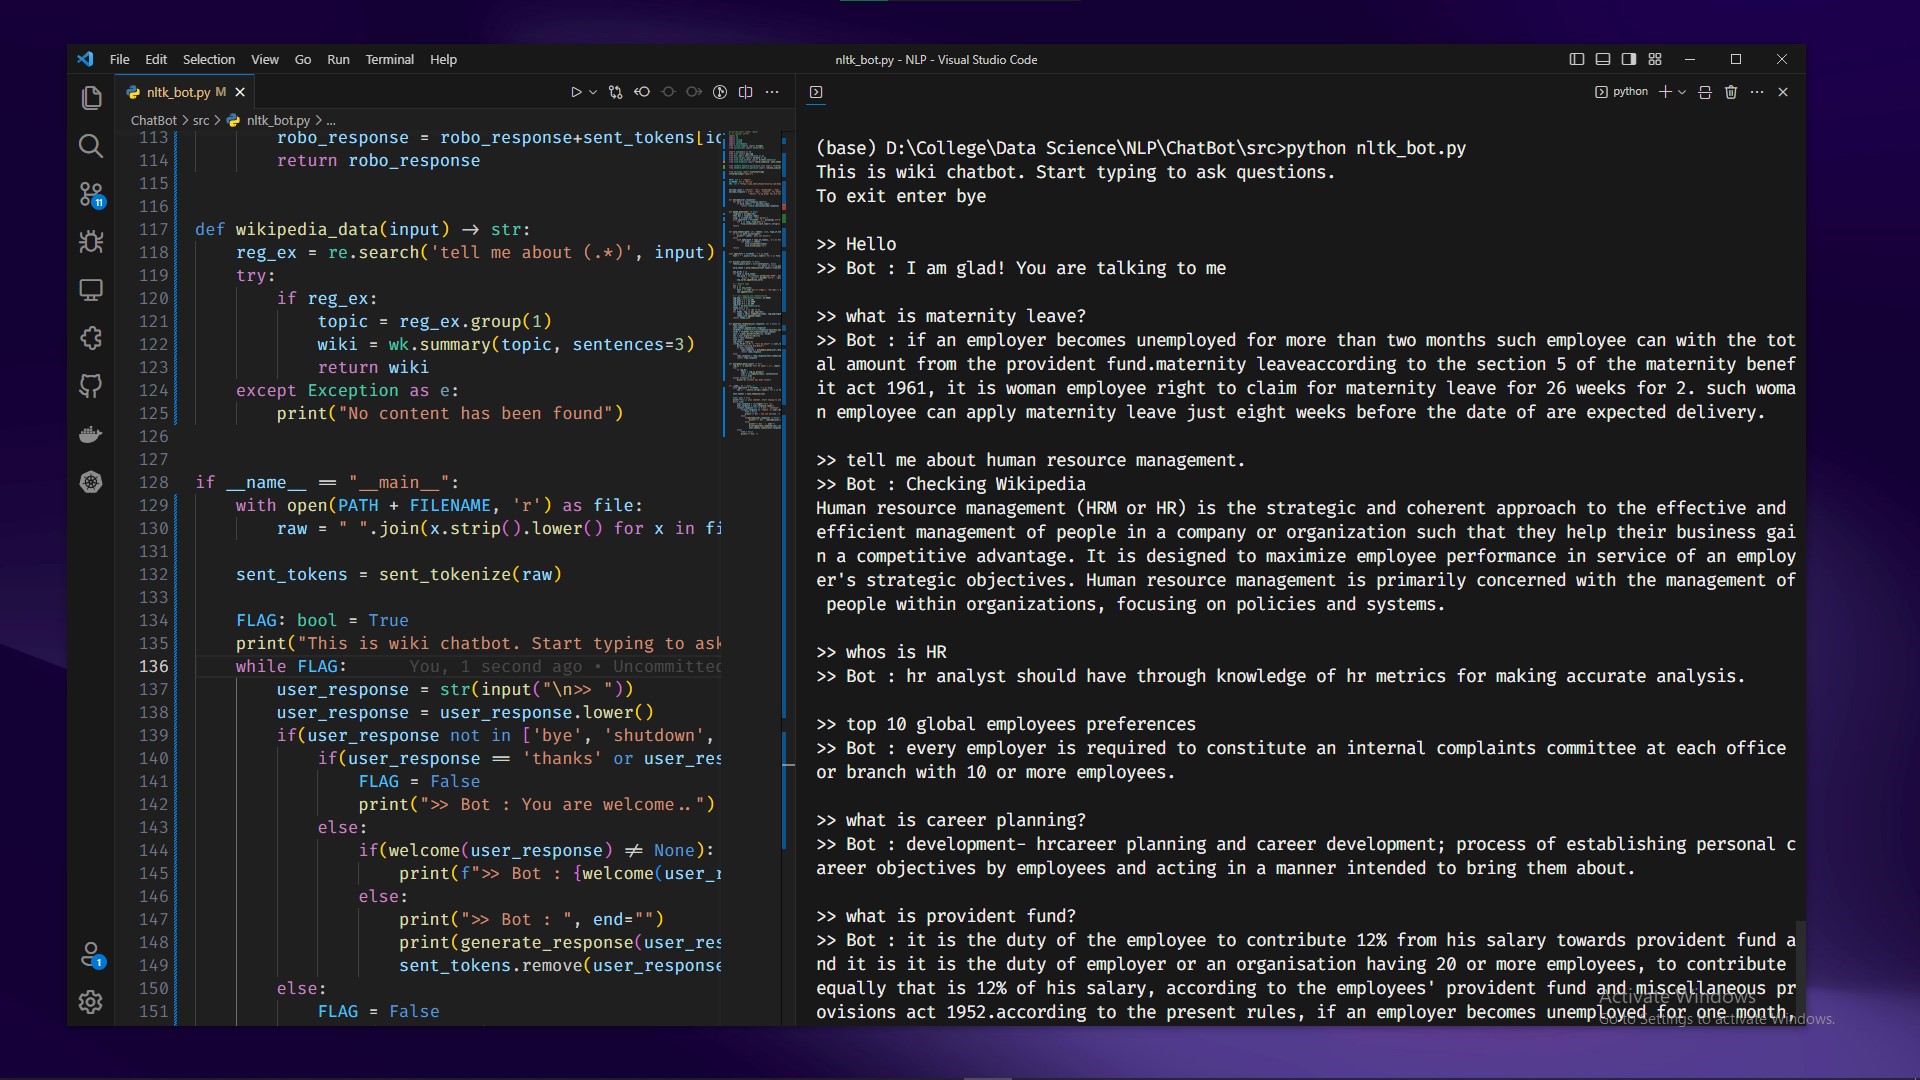 File Edit Selection View Go Run Terminal Help
nltk_bot.py - NLP - Visual Studio Code
nltk_bot.py M
python
ChatBot > src > nltk_bot.py > ...
113 robo_response = robo_response+sent_tokens[id
114 return robo_response
115
116
117 def wikipedia_data(input) -> str:
118 reg_ex = re.search('tell me about (.*)', input)
119 try:
120 if reg_ex:
121 topic = reg_ex.group(1)
122 wiki = wk.summary(topic, sentences=3)
123 return wiki
124 except Exception as e:
125 print("No content has been found")
126
127
128 if __name__ == "__main__":
129 with open(PATH + FILENAME, 'r') as file:
130 raw = " ".join(x.strip().lower() for x in fi
131
132 sent_tokens = sent_tokenize(raw)
133
134 FLAG: bool = True
135 print("This is wiki chatbot. Start typing to ask
136 while FLAG: You, 1 second ago • Uncommitted
137 user_response = str(input("\n>> "))
138 user_response = user_response.lower()
139 if(user_response not in ['bye', 'shutdown',
140 if(user_response == 'thanks' or user_res
141 FLAG = False
142 print(">> Bot : You are welcome..")
143 else:
144 if(welcome(user_response) != None):
145 print(f">> Bot : {welcome(user_r
146 else:
147 print(">> Bot : ", end="")
148 print(generate_response(user_res
149 sent_tokens.remove(user_response
150 else:
151 FLAG = False
11
1
(base) D:\College\Data Science\NLP\ChatBot\src>python nltk_bot.py
This is wiki chatbot. Start typing to ask questions.
To exit enter bye
>> Hello
>> Bot : I am glad! You are talking to me
>> what is maternity leave?
>> Bot : if an employer becomes unemployed for more than two months such employee can with the tot
al amount from the provident fund.maternity leaveaccording to the section 5 of the maternity benef
it act 1961, it is woman employee right to claim for maternity leave for 26 weeks for 2. such woma
n employee can apply maternity leave just eight weeks before the date of are expected delivery.
>> tell me about human resource management.
>> Bot : Checking Wikipedia
Human resource management (HRM or HR) is the strategic and coherent approach to the effective and
efficient management of people in a company or organization such that they help their business gai
n a competitive advantage. It is designed to maximize employee performance in service of an employ
er's strategic objectives. Human resource management is primarily concerned with the management of
people within organizations, focusing on policies and systems.
>> whos is HR
>> Bot : hr analyst should have through knowledge of hr metrics for making accurate analysis.
>> top 10 global employees preferences
>> Bot : every employer is required to constitute an internal complaints committee at each office
or branch with 10 or more employees.
>> what is career planning?
>> Bot : development- hrcareer planning and career development; process of establishing personal c
areer objectives by employees and acting in a manner intended to bring them about.
>> what is provident fund?
>> Bot : it is the duty of the employee to contribute 12% from his salary towards provident fund a
nd it is it is the duty of employer or an organisation having 20 or more employees, to contribute
equally that is 12% of his salary, according to the employees' provident fund and miscellaneous pr
ovisions act 1952.according to the present rules, if an employer becomes unemployed for one month,
Activate Windows
Go to Settings to activate Windows.